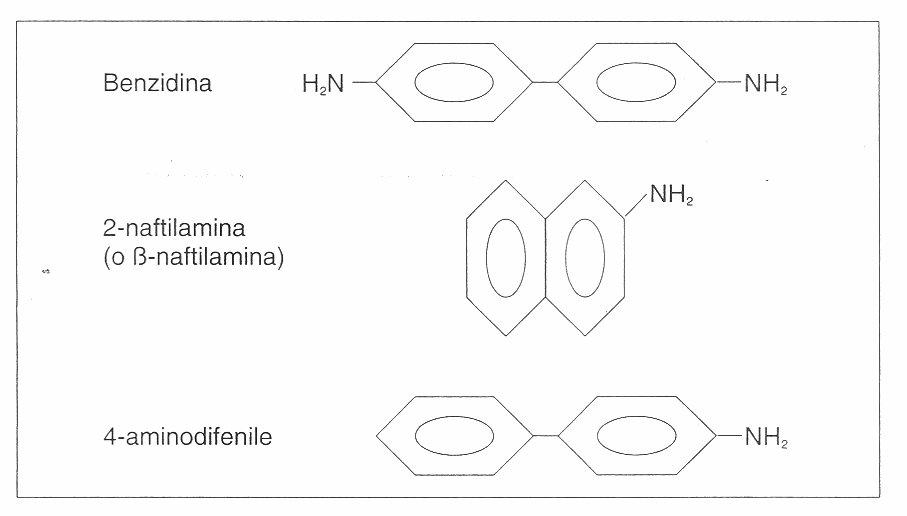 Benzidina H₂N NH₂
NH₂
2-naftilamina
(o ß-naftilamina)
4-aminodifenile NH₂